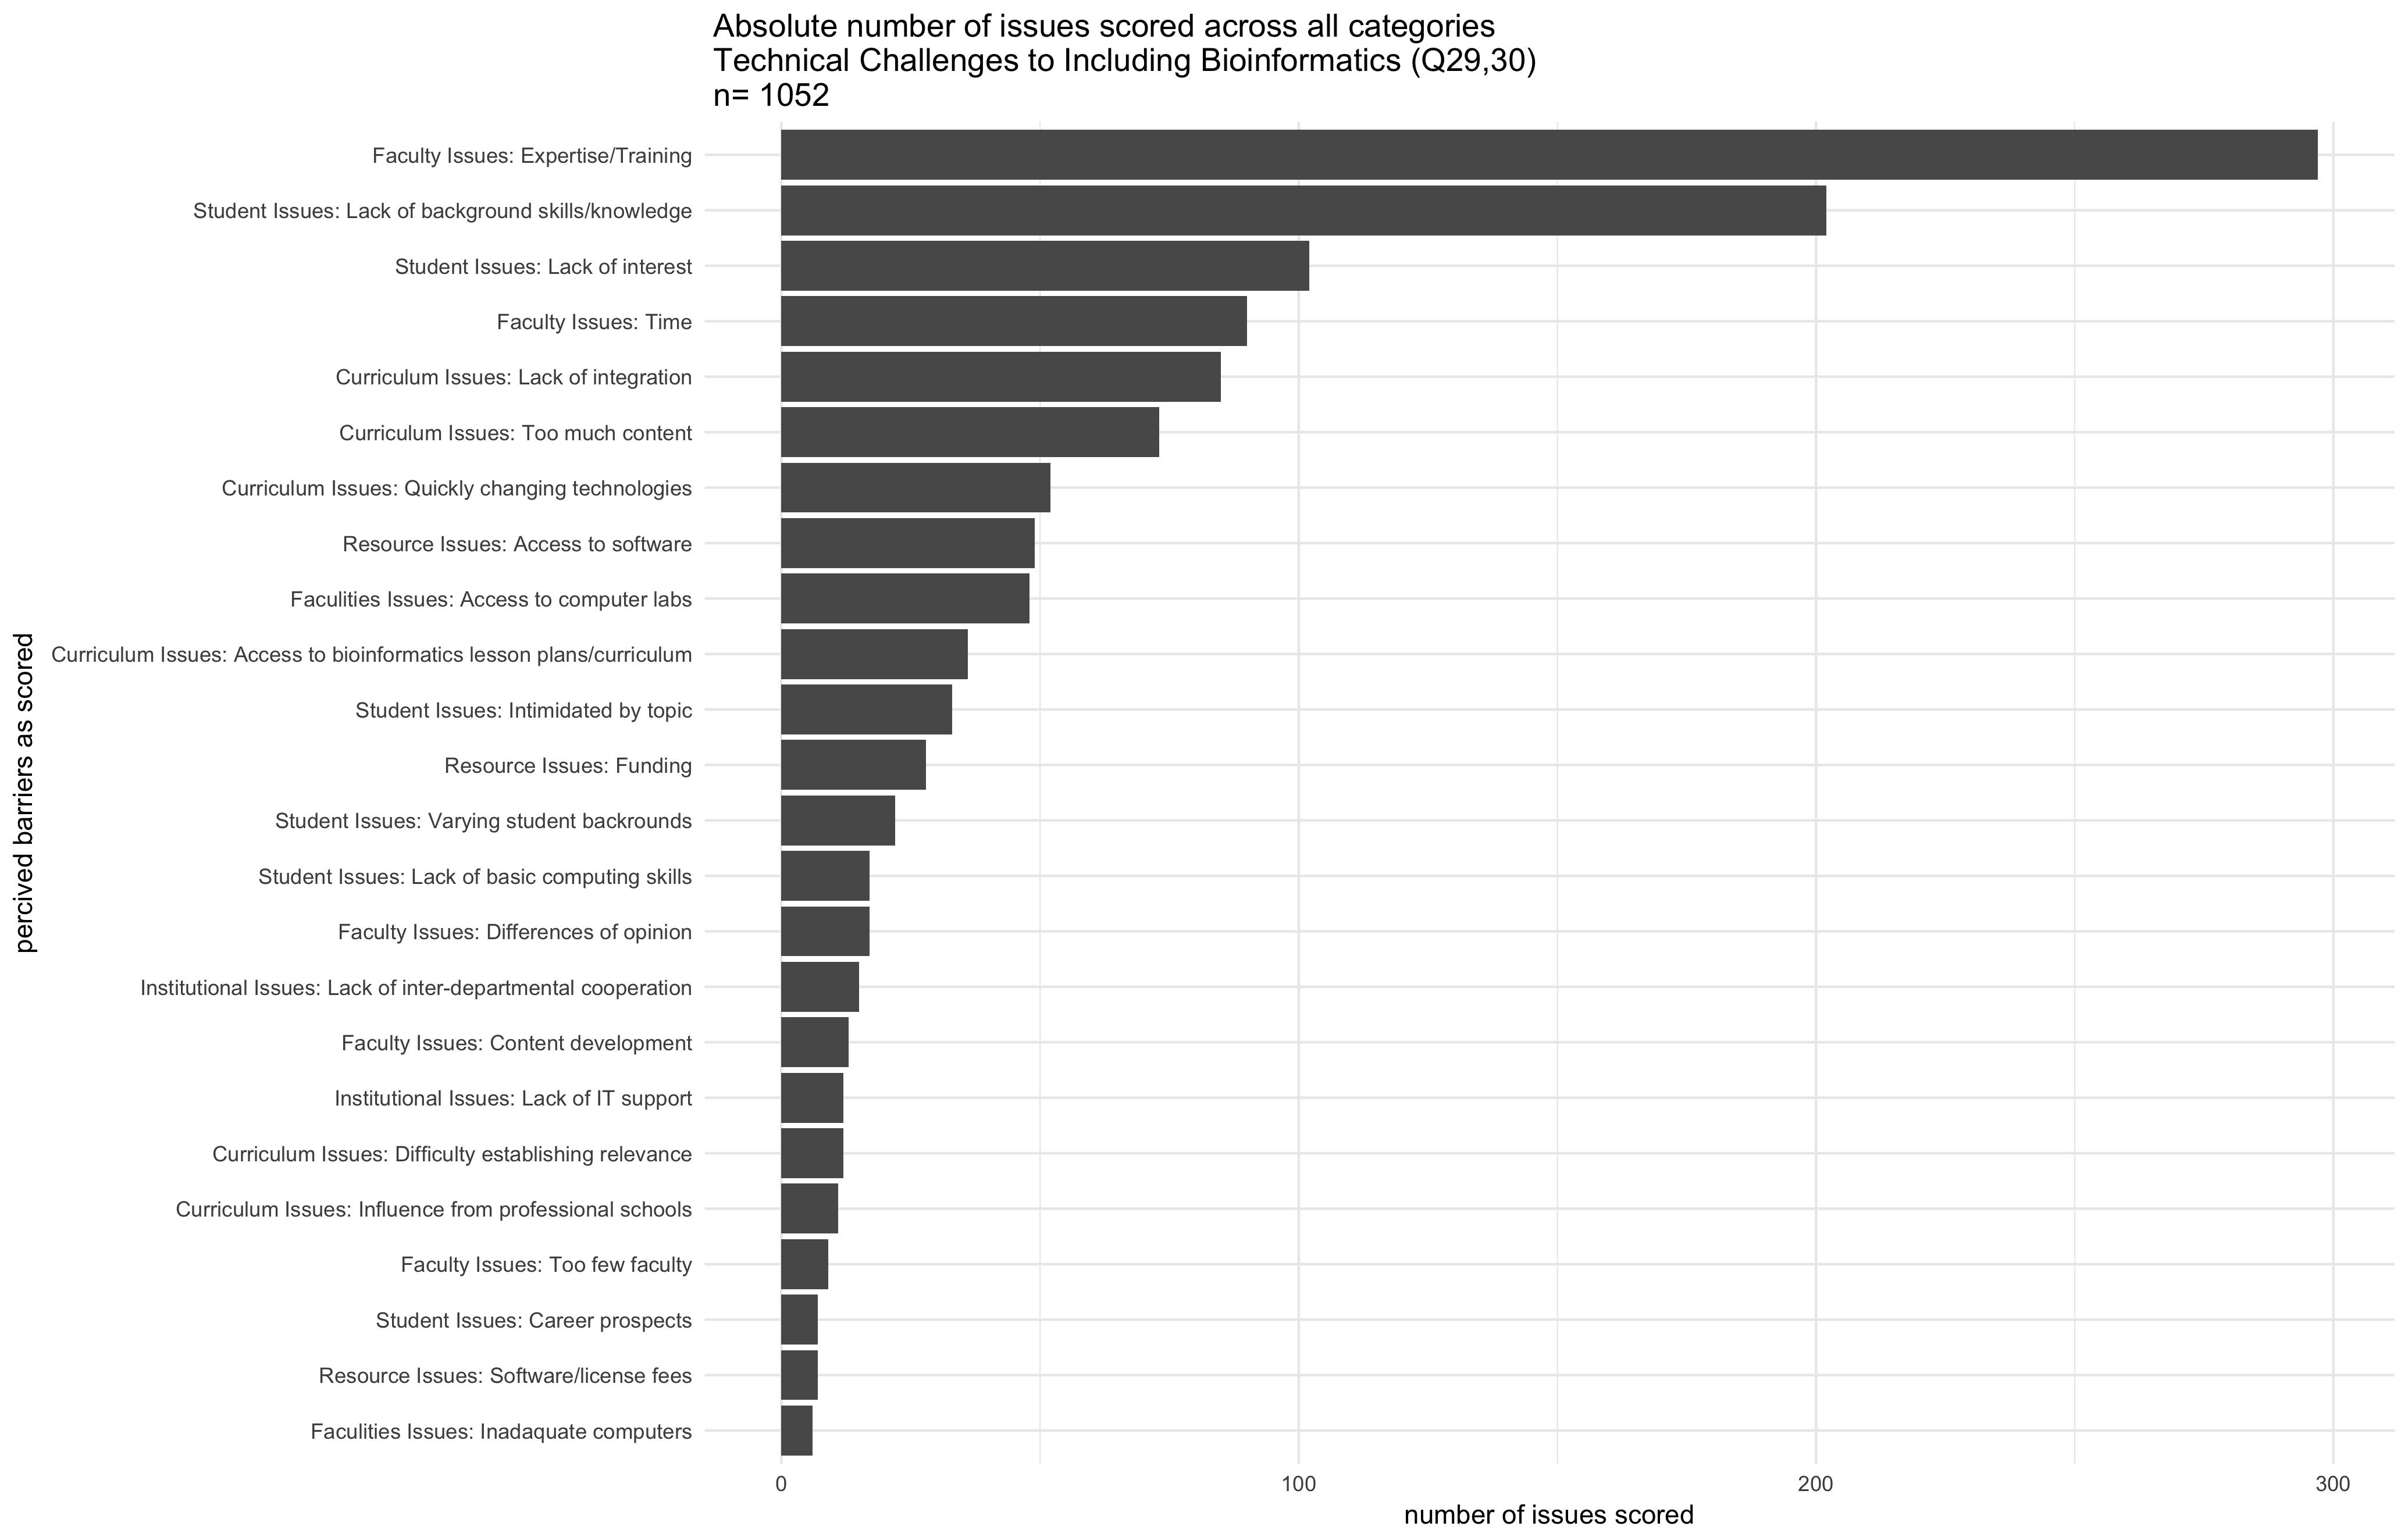 Absolute number of issues scored across all categories
Technical Challenges to Including Bioinformatics (Q29,30)
n= 1052
Faculty Issues: Expertise/Training
Student Issues: Lack of background skills/knowledge
Student Issues: Lack of interest
Faculty Issues: Time
Curriculum Issues: Lack of integration
Curriculum Issues: Too much content
Curriculum Issues: Quickly changing technologies
Resource Issues: Access to software
Faculities Issues: Access to computer labs
Curriculum Issues: Access to bioinformatics lesson plans/curriculum
Student Issues: Intimidated by topic
Resource Issues: Funding
Student Issues: Varying student backrounds
Student Issues: Lack of basic computing skills
Faculty Issues: Differences of opinion
Institutional Issues: Lack of inter-departmental cooperation
Faculty Issues: Content development
Institutional Issues: Lack of IT support
Curriculum Issues: Difficulty establishing relevance
Curriculum Issues: Influence from professional schools
Faculty Issues: Too few faculty
Student Issues: Career prospects
Resource Issues: Software/license fees
Faculities Issues: Inadaquate computers
percived barriers as scored
0 100 200 300
number of issues scored